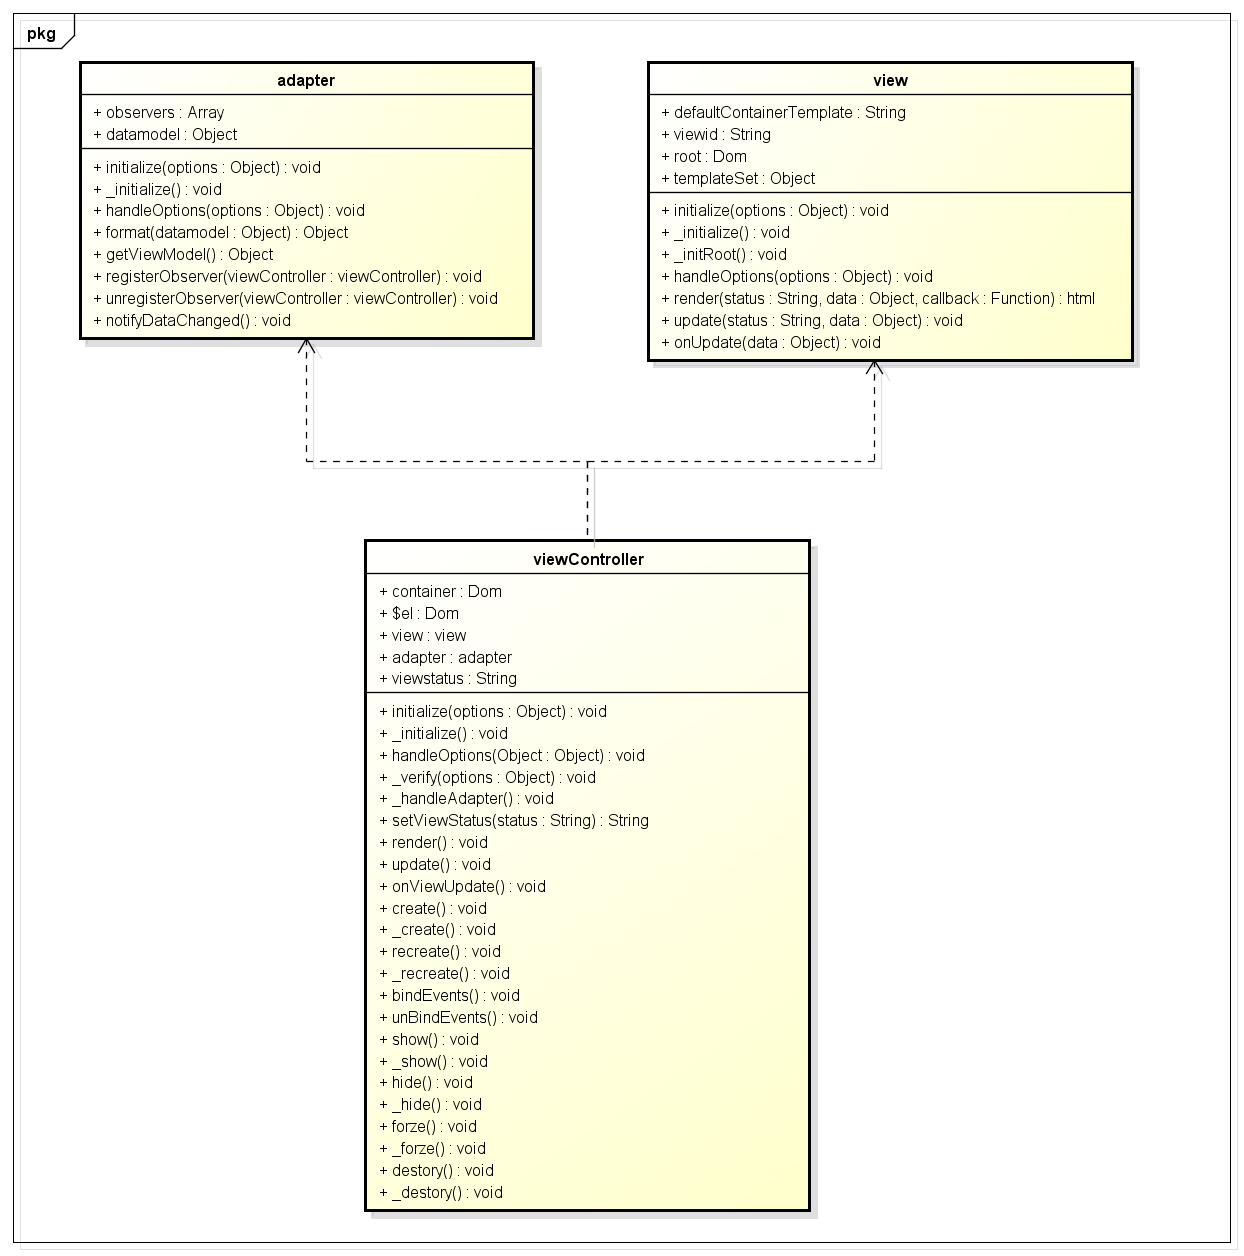 pkg
adapter
+ observers : Array
+ datamodel : Object
+ initialize(options : Object) : void
+ _initialize() : void
+ handleOptions(options : Object) : void
+ format(datamodel : Object) : Object
+ getViewModel() : Object
+ registerObserver(viewController : viewController) : void
+ unregisterObserver(viewController : viewController) : void
+ notifyDataChanged() : void
view
+ defaultContainerTemplate : String
+ viewid : String
+ root : Dom
+ templateSet : Object
+ initialize(options : Object) : void
+ _initialize() : void
+ _initRoot() : void
+ handleOptions(options : Object) : void
+ render(status : String, data : Object, callback : Function) : html
+ update(status : String, data : Object) : void
+ onUpdate(data : Object) : void
viewController
+ container : Dom
+ $el : Dom
+ view : view
+ adapter : adapter
+ viewstatus : String
+ initialize(options : Object) : void
+ _initialize() : void
+ handleOptions(Object : Object) : void
+ _verify(options : Object) : void
+ _handleAdapter() : void
+ setViewStatus(status : String) : String
+ render() : void
+ update() : void
+ onViewUpdate() : void
+ create() : void
+ _create() : void
+ recreate() : void
+ _recreate() : void
+ bindEvents() : void
+ unBindEvents() : void
+ show() : void
+ _show() : void
+ hide() : void
+ _hide() : void
+ forze() : void
+ _forze() : void
+ destory() : void
+ _destory() : void